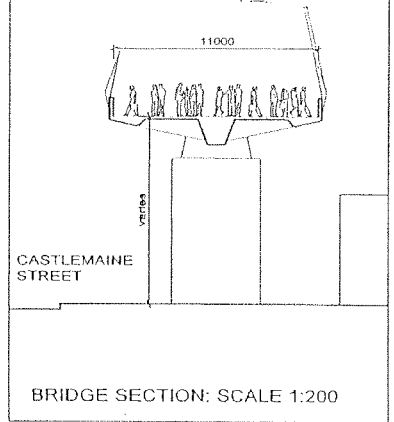 11000
varies
CASTLEMAINE
STREET
BRIDGE SECTION: SCALE 1:200